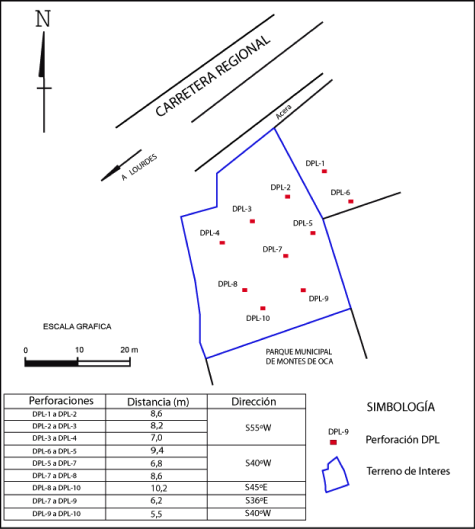 N
CARRETERA REGIONAL
Acera
A LOURDES
DPL-1
DPL-2
DPL-6
DPL-3
DPL-4
DPL-5
DPL-7
DPL-8
DPL-9
DPL-10
ESCALA GRAFICA
0 10 20 m
PARQUE MUNICIPAL
DE MONTES DE OCA
Perforaciones Distancia (m) Dirección
DPL-1 a DPL-2 8,6
DPL-2 a DPL-3 8,2 S55ºW
DPL-3 a DPL-4 7,0
DPL-6 a DPL-5 9,4
DPL-5 a DPL-7 6,8 S40ºW
DPL-7 a DPL-8 8,6
DPL-8 a DPL-10 10,2 S45ºE
DPL-7 a DPL-9 6,2 S36ºE
DPL-9 a DPL-10 5,5 S40ºW
SIMBOLOGÍA
DPL-9
Perforación DPL
Terreno de Interes